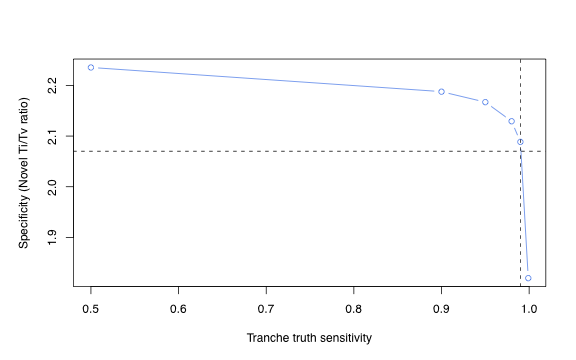 Specificity (Novel Ti/Tv ratio)
2.2
2.1
2.0
1.9
0.5 0.6 0.7 0.8 0.9 1.0
Tranche truth sensitivity